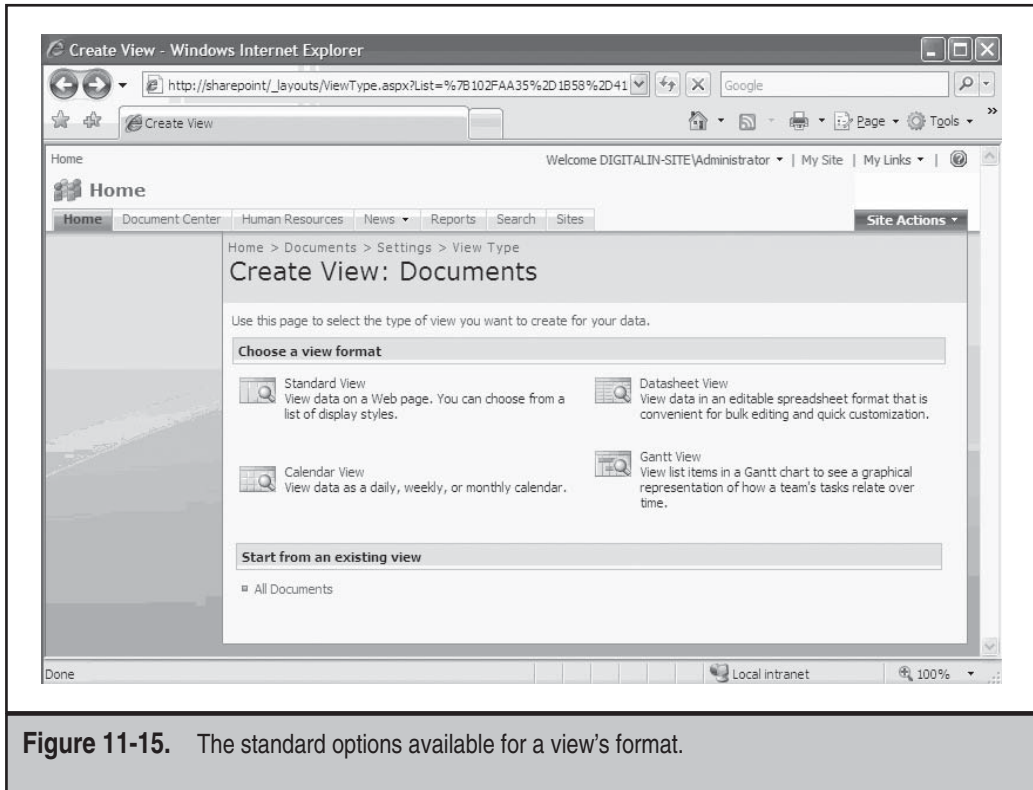 Create View - Windows Internet Explorer
http://sharepoint/_layouts/ViewType.aspx?List=%7B102FAA35%2D1B58%2D41
Google
Create View
Page
Tools
»
Home
Welcome DIGITALIN-SITE\Administrator | My Site | My Links |
Home
Home Document Center Human Resources News Reports Search Sites
Site Actions
Home > Documents > Settings > View Type
Create View: Documents
Use this page to select the type of view you want to create for your data.
Choose a view format
Standard View
View data on a Web page. You can choose from a
list of display styles.
Datasheet View
View data in an editable spreadsheet format that is
convenient for bulk editing and quick customization.
Calendar View
View data as a daily, weekly, or monthly calendar.
Gantt View
View list items in a Gantt chart to see a graphical
representation of how a team's tasks relate over
time.
Start from an existing view
All Documents
Done
Local intranet
100%
Figure 11-15. The standard options available for a view's format.